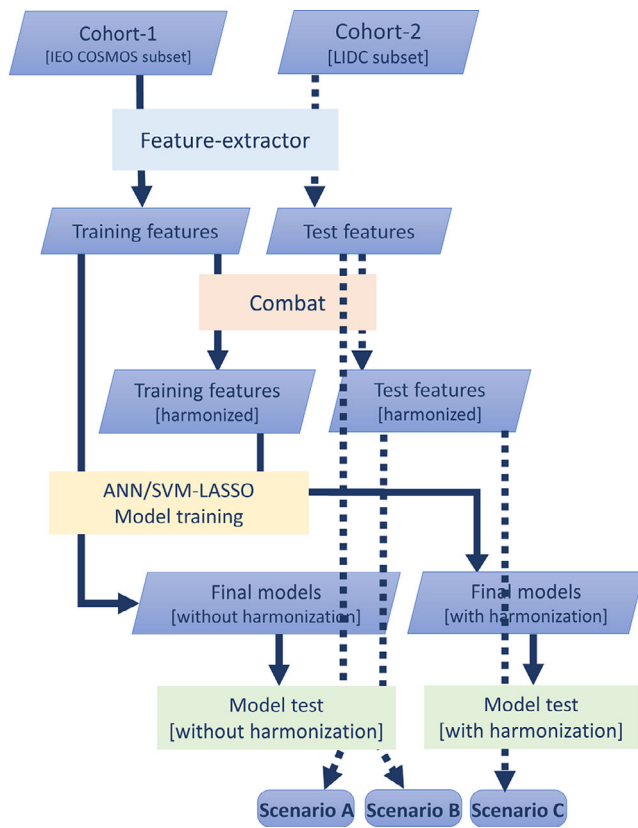 Cohort-1
[IEO COSMOS subset]
Cohort-2
[LIDC subset]
Feature-extractor
Training features
Test features
Combat
Training features
[harmonized]
Test features
[harmonized]
ANN/SVM-LASSO
Model training
Final models
[without harmonization]
Final models
[with harmonization]
Model test
[without harmonization]
Model test
[with harmonization]
Scenario A
Scenario B
Scenario C